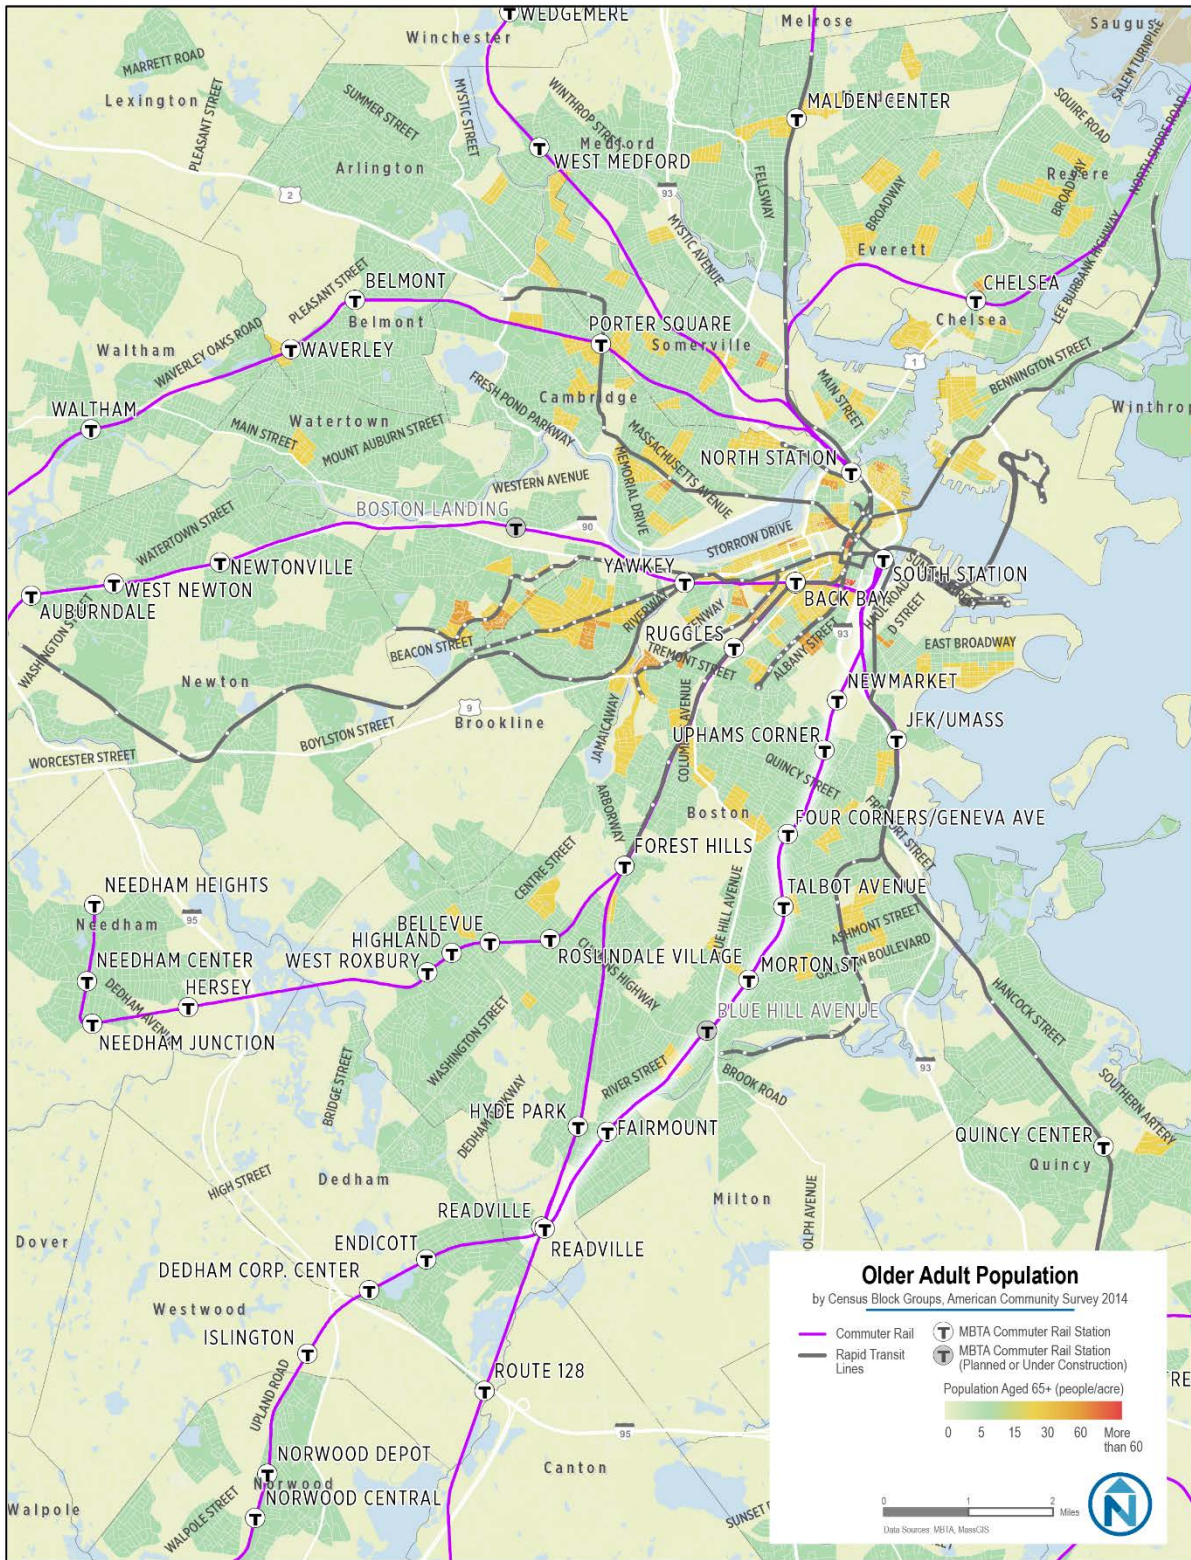 WEDGEMERE
Winchester
Melrose
Saugus
MARRETT ROAD
Lexington
PLEASANT STREET
SUMMER STREET
MYSTIC STREET
WINTHROP STREET
Medford
MALDEN CENTER
SALEM TURNPIKE
SQUIRE ROAD
NORTH SHORE ROAD
Arlington
WEST MEDFORD
FELLSWAY
93
2
BROADWAY
BROADWAY
Revere
MYSTIC AVENUE
Everett
LEE BURBANK HIGHWAY
PLEASANT STREET
BELMONT
Belmont
CHELSEA
Chelsea
PORTER SQUARE
Somerville
WAVERLEY OAKS ROAD
WAVERLEY
Waltham
1
BENNINGTON STREET
MAIN STREET
FRESH POND PARKWAY
Cambridge
WALTHAM
Watertown
MAIN STREET
MOUNT AUBURN STREET
MASSACHUSETTS AVENUE
MEMORIAL DRIVE
NORTH STATION
Winthrop
WESTERN AVENUE
BOSTON LANDING
90
WATERTOWN STREET
STORROW DRIVE
NEWTONVILLE
WEST NEWTON
AUBURNDALE
YAWKEY
BACK BAY
SOUTH STATION
HAUL ROAD
D STREET
WASHINGTON STREET
RIVERWAY
FENWAY
RUGGLES
TREMONT STREET
ALBANY STREET
93
EAST BROADWAY
BEACON STREET
Newton
NEWMARKET
9
Brookline
BOYLSTON STREET
WORCESTER STREET
JAMAICAWAY
UPHAMS CORNER
JFK/UMASS
QUINCY STREET
ARBORWAY
Boston
FOUR CORNERS/GENEVA AVE
FOREST HILLS
CENTRE STREET
NEEDHAM HEIGHTS
95
Needham
TALBOT AVENUE
ASHMONT STREET
GALLIVAN BOULEVARD
BELLEVUE
HIGHLAND
WEST ROXBURY
ROSLINDALE VILLAGE
MORTON ST
NEEDHAM CENTER
HERSEY
DEDHAM AVENUE
NEEDHAM JUNCTION
BLUE HILL AVENUE
HANCOCK STREET
WASHINGTON STREET
BRIDGE STREET
RIVER STREET
BROOK ROAD
93
SOUTHERN ARTERY
HYDE PARK
FAIRMOUNT
QUINCY CENTER
Quincy
HIGH STREET
Dedham
Milton
Dover
READVILLE
READVILLE
ENDICOTT
DEDHAM CORP. CENTER
Westwood
ISLINGTON
UPLAND ROAD
ROUTE 128
95
NORWOOD DEPOT
Norwood
NORWOOD CENTRAL
Canton
Walpole
WALPOLE STREET
Older Adult Population
by Census Block Groups, American Community Survey 2014
Commuter Rail
MBTA Commuter Rail Station
Rapid Transit
Lines
MBTA Commuter Rail Station
(Planned or Under Construction)
Population Aged 65+ (people/acre)
0 5 15 30 60 More
than 60
0 1 2
Miles
Data Sources: MBTA, MassGIS
N